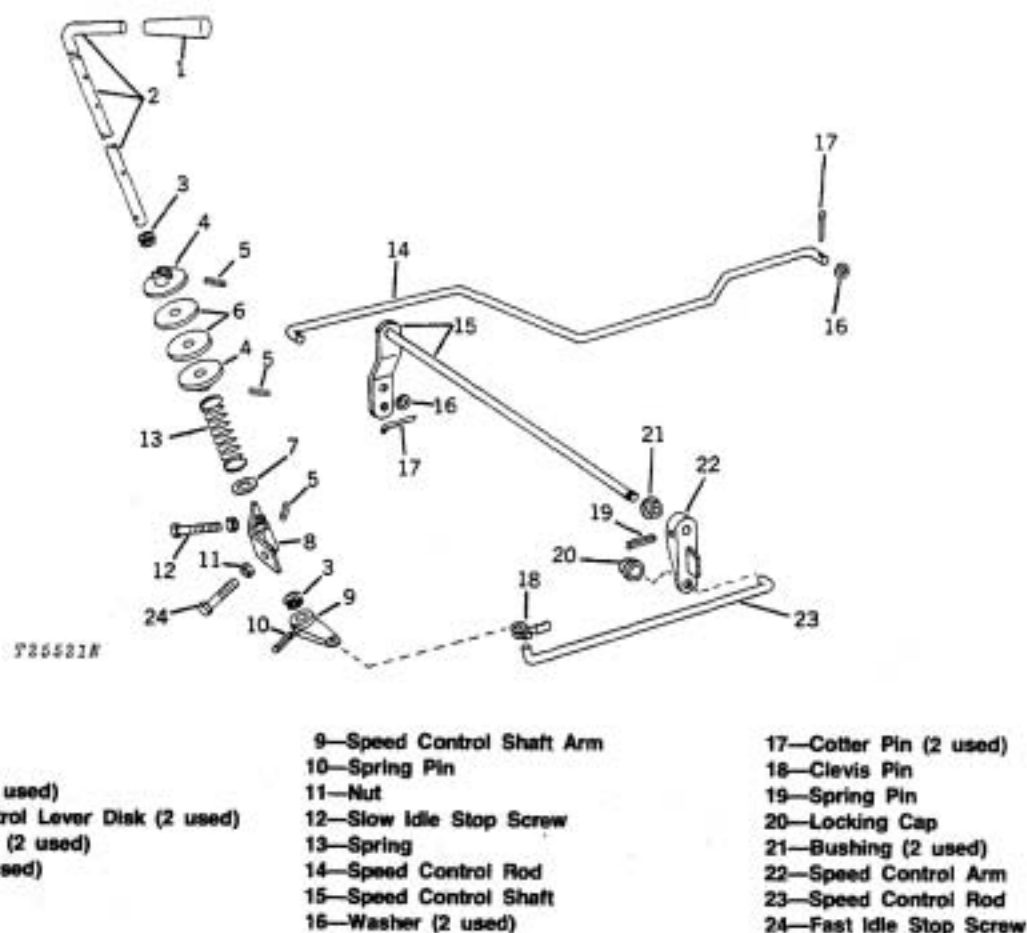 1
2
17
3
4
5
14
6
15
16
4
5
16
13
7
17
21
22
5
19
12
8
20
11
3
18
24
9
10
23
T25521N
9—Speed Control Shaft Arm
10—Spring Pin
11—Nut
12—Slow Idle Stop Screw
13—Spring
14—Speed Control Rod
15—Speed Control Shaft
16—Washer (2 used)
used)
Control Lever Disk (2 used)
(2 used)
17—Cotter Pin (2 used)
18—Clevis Pin
19—Spring Pin
20—Locking Cap
21—Bushing (2 used)
22—Speed Control Arm
23—Speed Control Rod
24—Fast Idle Stop Screw